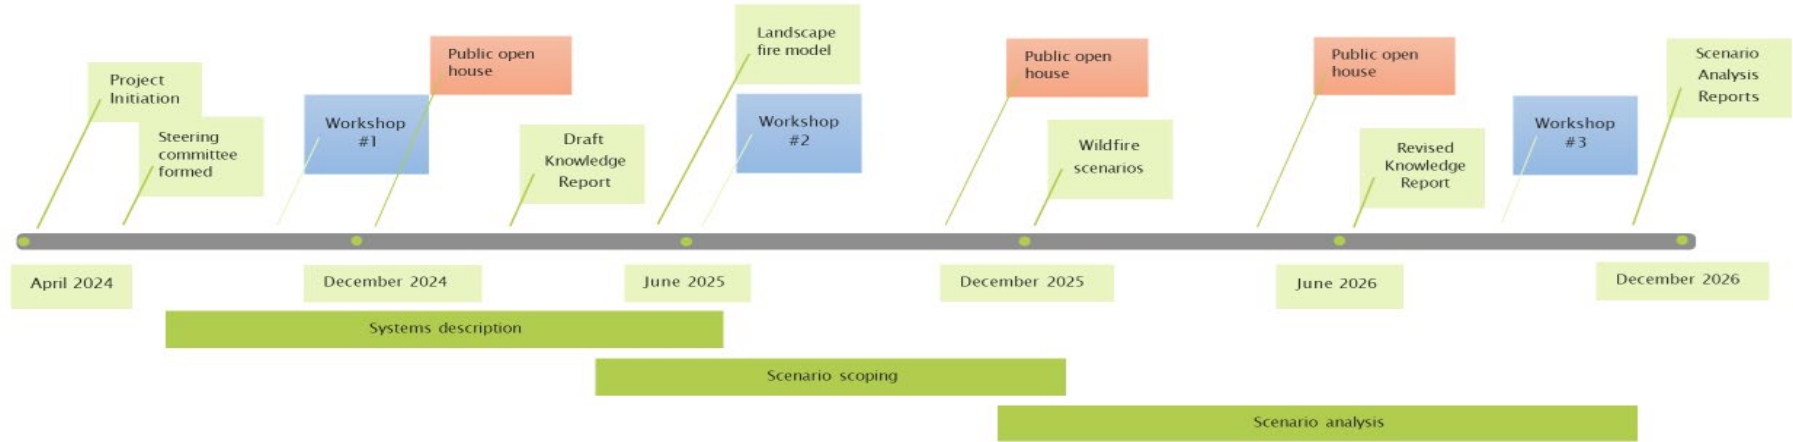 Project
Initiation
Steering
committee
formed
Workshop
#1
Public open
house
Draft
Knowledge
Report
Landscape
fire model
Workshop
#2
Public open
house
Wildfire
scenarios
Public open
house
Revised
Knowledge
Report
Workshop
#3
Scenario
Analysis
Reports
April 2024
December 2024
June 2025
December 2025
June 2026
December 2026
Systems description
Scenario scoping
Scenario analysis